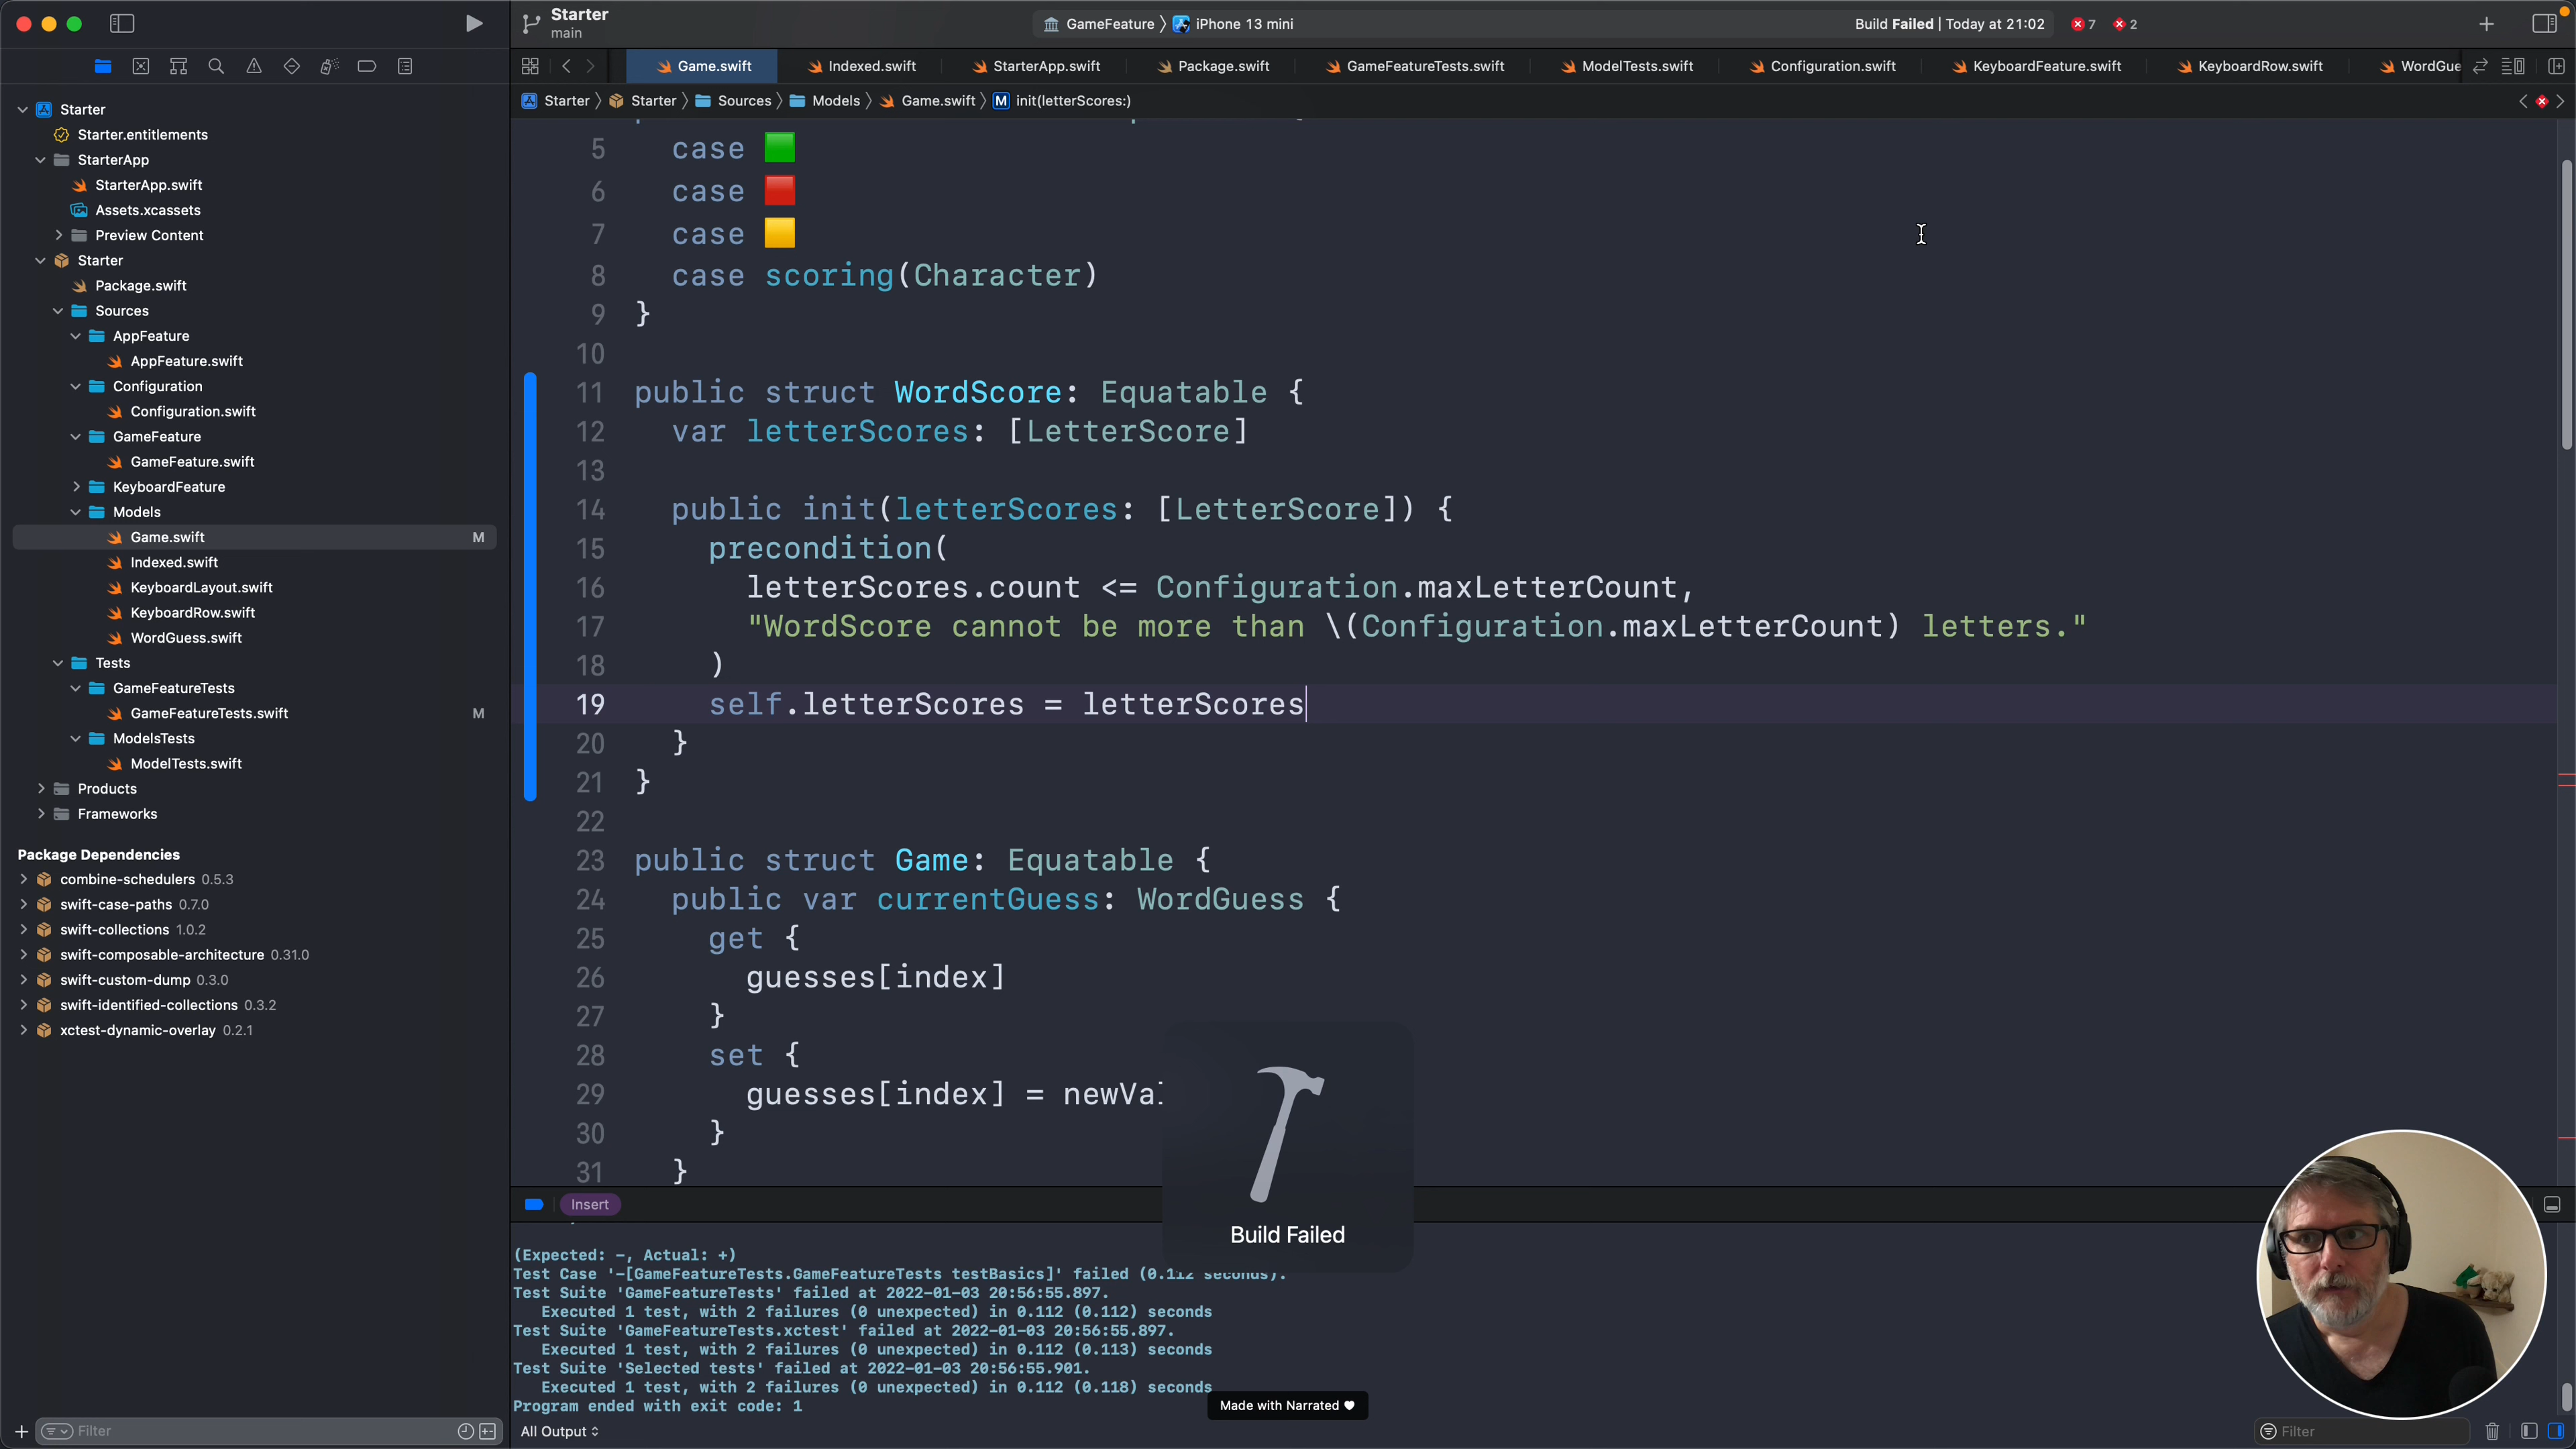 Starter
main
GameFeature
iPhone 13 mini
Build Failed | Today at 21:02
7
2
Game.swift
Indexed.swift
StarterApp.swift
Package.swift
GameFeatureTests.swift
ModelTests.swift
Configuration.swift
KeyboardFeature.swift
KeyboardRow.swift
WordGue
Starter
Starter
Sources
Models
Game.swift
M
init(letterScores:)
Starter
Starter.entitlements
StarterApp
StarterApp.swift
Assets.xcassets
Preview Content
Starter
Package.swift
Sources
AppFeature
AppFeature.swift
Configuration
Configuration.swift
GameFeature
GameFeature.swift
KeyboardFeature
Models
Game.swift M
Indexed.swift
KeyboardLayout.swift
KeyboardRow.swift
WordGuess.swift
Tests
GameFeatureTests
GameFeatureTests.swift M
ModelsTests
ModelTests.swift
Products
Frameworks
Package Dependencies
combine-schedulers 0.5.3
swift-case-paths 0.7.0
swift-collections 1.0.2
swift-composable-architecture 0.31.0
swift-custom-dump 0.3.0
swift-identified-collections 0.3.2
xctest-dynamic-overlay 0.2.1
Filter
5 case 🟩
6 case 🟥
7 case 🟨
8 case scoring(Character)
9 }
10
11 public struct WordScore: Equatable {
12 var letterScores: [LetterScore]
13
14 public init(letterScores: [LetterScore]) {
15 precondition(
16 letterScores.count <= Configuration.maxLetterCount,
17 "WordScore cannot be more than \(Configuration.maxLetterCount) letters."
18 )
19 self.letterScores = letterScores
20 }
21 }
22
23 public struct Game: Equatable {
24 public var currentGuess: WordGuess {
25 get {
26 guesses[index]
27 }
28 set {
29 guesses[index] = newVal
30 }
31 }
Build Failed
Insert
(Expected: −, Actual: +)
Test Case '-[GameFeatureTests.GameFeatureTests testBasics]' failed (0.112 seconds).
Test Suite 'GameFeatureTests' failed at 2022-01-03 20:56:55.897.
Executed 1 test, with 2 failures (0 unexpected) in 0.112 (0.112) seconds
Test Suite 'GameFeatureTests.xctest' failed at 2022-01-03 20:56:55.897.
Executed 1 test, with 2 failures (0 unexpected) in 0.112 (0.113) seconds
Test Suite 'Selected tests' failed at 2022-01-03 20:56:55.901.
Executed 1 test, with 2 failures (0 unexpected) in 0.112 (0.118) seconds
Program ended with exit code: 1
Made with Narrated ♥
All Output
Filter